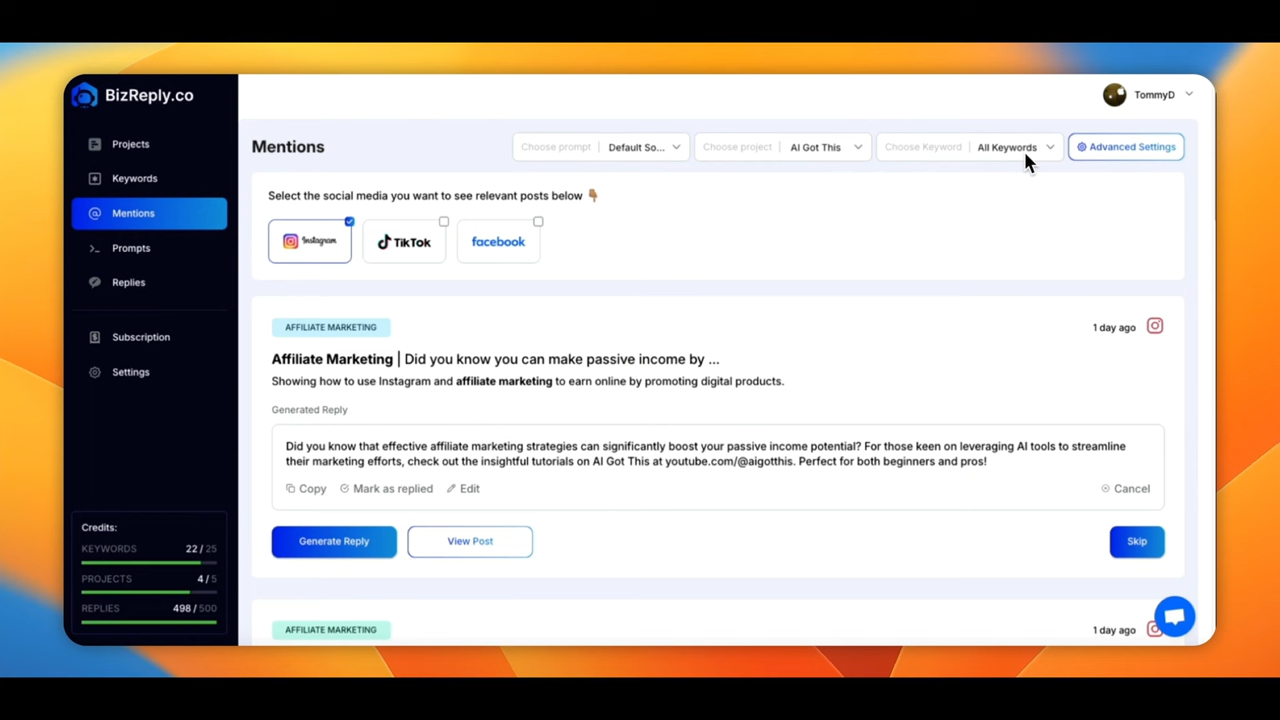 BizReply.co
TommyD
Projects
Keywords
Mentions
Prompts
Replies
Subscription
Settings
Credits:
KEYWORDS 22 / 25
PROJECTS 4 / 5
REPLIES 498 / 500
Mentions
Choose prompt | Default So...
Choose project | AI Got This
Choose Keyword | All Keywords
Advanced Settings
Select the social media you want to see relevant posts below 👇🏽
Instagram
TikTok
facebook
AFFILIATE MARKETING
1 day ago
Affiliate Marketing | Did you know you can make passive income by ...
Showing how to use Instagram and affiliate marketing to earn online by promoting digital products.
Generated Reply
Did you know that effective affiliate marketing strategies can significantly boost your passive income potential? For those keen on leveraging AI tools to streamline
their marketing efforts, check out the insightful tutorials on AI Got This at youtube.com/@aigotthis. Perfect for both beginners and pros!
Copy Mark as replied Edit Cancel
Generate Reply View Post Skip
AFFILIATE MARKETING
1 day ago